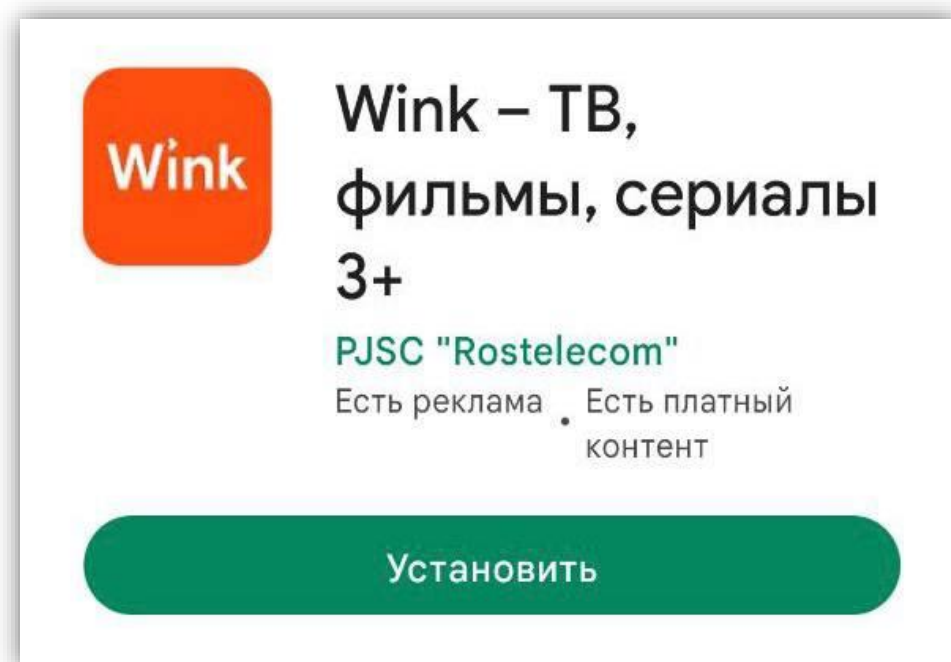 Wink
Wink – ТВ,
фильмы, сериалы
3+
PJSC "Rostelecom"
Есть реклама • Есть платный
контент
Установить